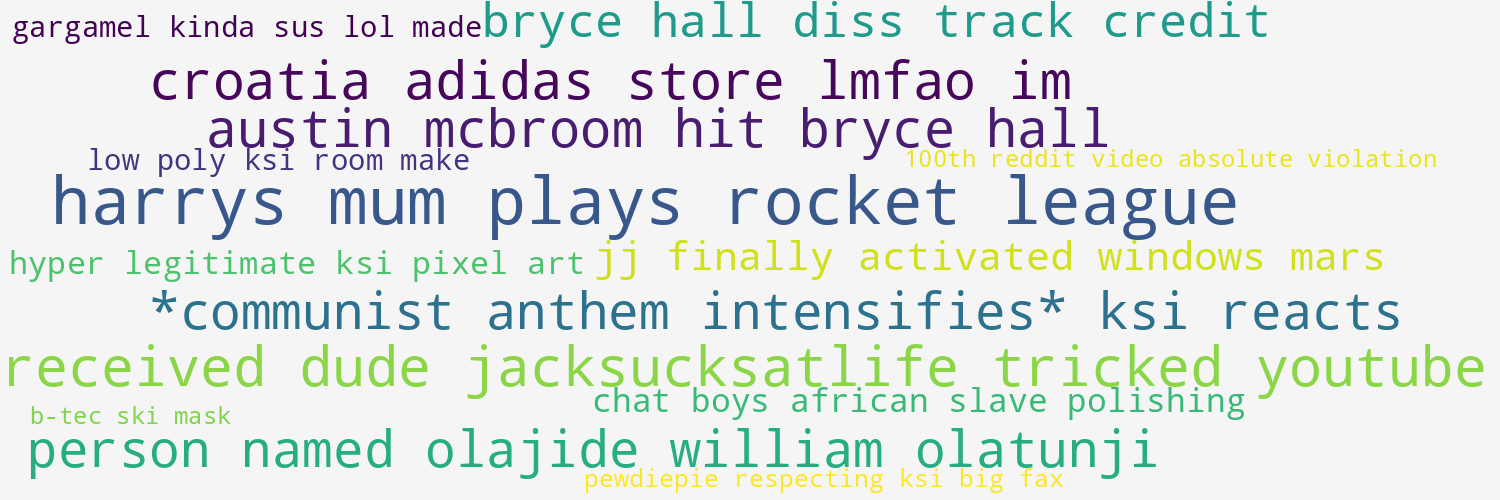 gargamel kinda sus lol made
bryce hall diss track credit
croatia adidas store lmfao im
austin mcbroom hit bryce hall
low poly ksi room make
100th reddit video absolute violation
harrys mum plays rocket league
hyper legitimate ksi pixel art
jj finally activated windows mars
*communist anthem intensifies* ksi reacts
received dude jacksucksatlife tricked youtube
chat boys african slave polishing
b-tec ski mask
person named olajide william olatunji
pewdiepie respecting ksi big fax